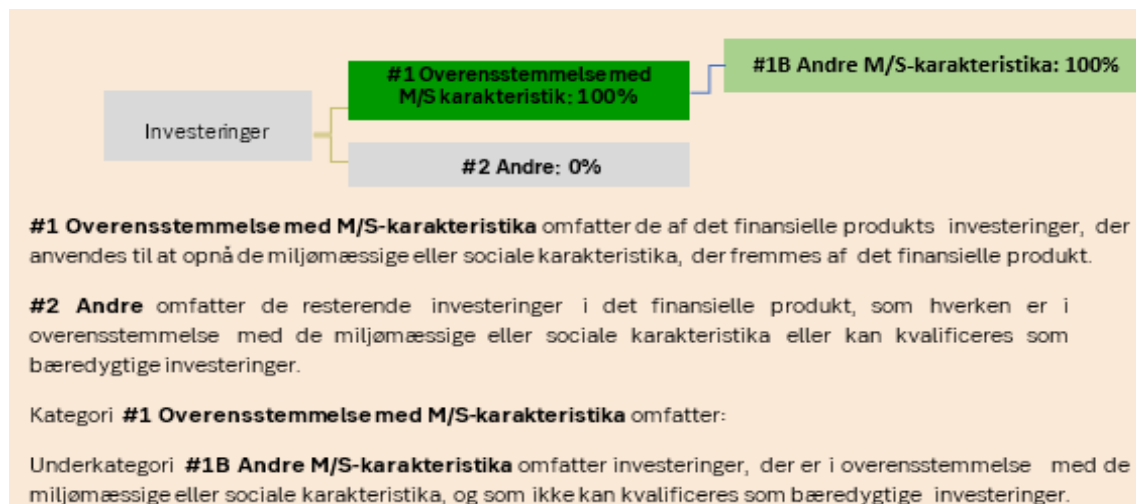 #1B Andre M/S-karakteristika: 100%
#1 Overensstemmelse med
M/S karakteristik: 100%
Investeringer
#2 Andre: 0%
#1 Overensstemmelse med M/S-karakteristika omfatter de af det finansielle produkts investeringer, der
anvendes til at opnå de miljømæssige eller sociale karakteristika, der fremmes af det finansielle produkt.
#2 Andre omfatter de resterende investeringer i det finansielle produkt, som hverken er i
overensstemmelse med de miljømæssige eller sociale karakteristika eller kan kvalificeres som
bæredygtige investeringer.
Kategori #1 Overensstemmelse med M/S-karakteristika omfatter:
Underkategori #1B Andre M/S-karakteristika omfatter investeringer, der er i overensstemmelse med de
miljømæssige eller sociale karakteristika, og som ikke kan kvalificeres som bæredygtige investeringer.